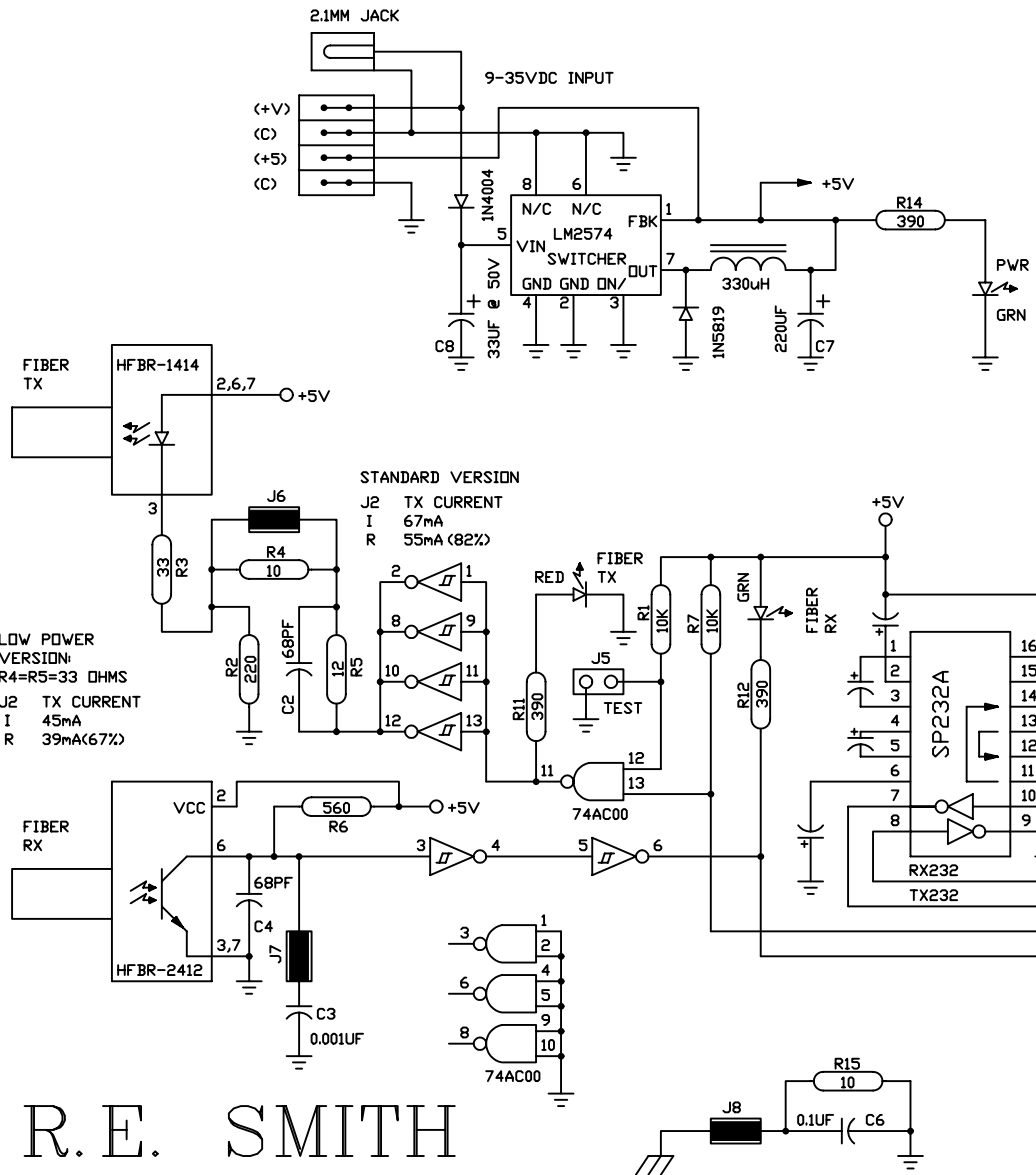 2.1MM JACK
9-35VDC INPUT
(+V)
(C)
(+5)
(C)
1N4004
8
6
N/C
N/C
1
FBK
5
VIN
LM2574
SWITCHER
7
OUT
GND GND ON/
4
2
3
+5V
R14
390
PWR
GRN
330uH
1N5819
220UF
+
C7
+
33UF @ 50V
C8
FIBER
TX
HFBR-1414
2,6,7
+5V
3
33
R3
J6
R4
10
STANDARD VERSION
J2 TX CURRENT
I 67mA
R 55mA (82%)
LOW POWER
VERSION:
R4=R5=33 OHMS
J2 TX CURRENT
I 45mA
R 39mA(67%)
R2
220
68PF
C2
12
R5
2
1
8
9
10
11
12
13
RED
FIBER
TX
R11
390
J5
TEST
R1
10K
R7
10K
GRN
FIBER
RX
R12
390
+5V
11
12
13
74AC00
SP232A
1
2
3
4
5
6
7
8
16
15
14
13
12
11
10
9
+
+
+
+
RX232
TX232
FIBER
RX
VCC
2
560
R6
+5V
6
3
4
5
6
68PF
C4
3,7
HFBR-2412
J7
C3
0.001UF
3
1
2
6
4
5
8
9
10
74AC00
R15
10
J8
0.1UF
C6
R.E. SMITH